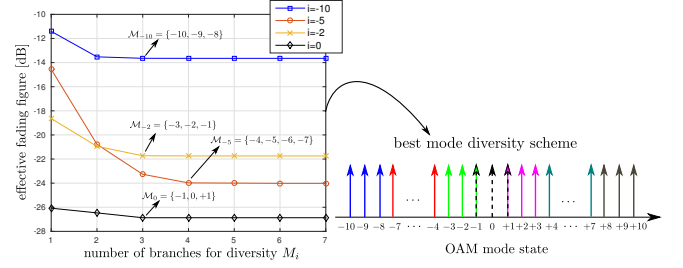 i=-10
i=-5
i=-2
i=0
effective fading figure [dB]
-10
-12
-14
-16
-18
-20
-22
-24
-26
-28
1 2 3 4 5 6 7
number of branches for diversity M_i
ℳ₋₁₀ = {−10, −9, −8}
ℳ₋₂ = {−3, −2, −1}
ℳ₋₅ = {−4, −5, −6, −7}
ℳ₀ = {−1, 0, +1}
best mode diversity scheme
... ...
−10 −9 −8 −7 ... −4 −3 −2 −1 0 +1 +2 +3 +4 ... +7 +8 +9 +10
OAM mode state